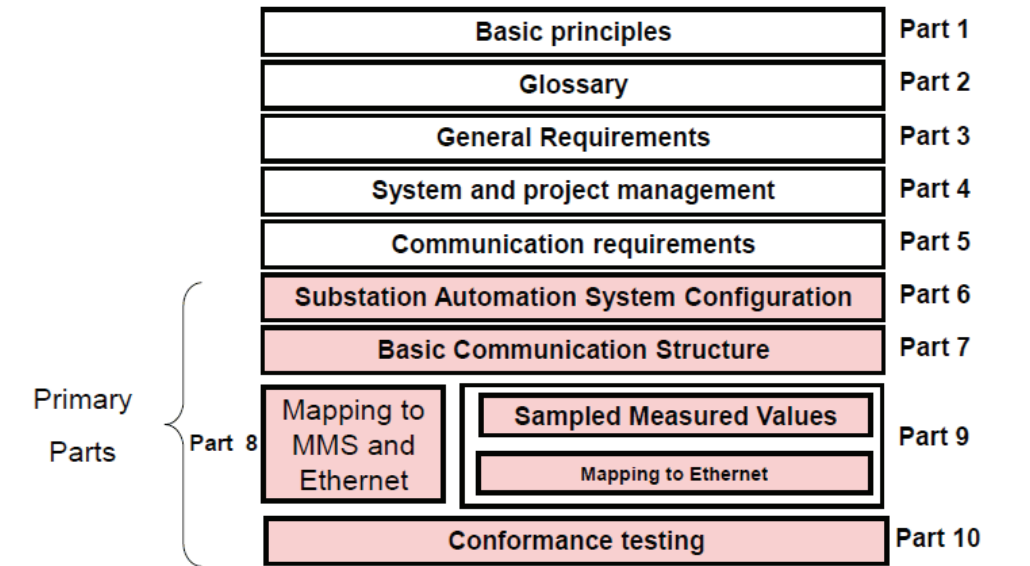 Basic principles Part 1
Glossary Part 2
General Requirements Part 3
System and project management Part 4
Communication requirements Part 5
Substation Automation System Configuration Part 6
Basic Communication Structure Part 7
Primary
Parts
Part 8
Mapping to
MMS and
Ethernet
Sampled Measured Values
Mapping to Ethernet
Part 9
Conformance testing Part 10